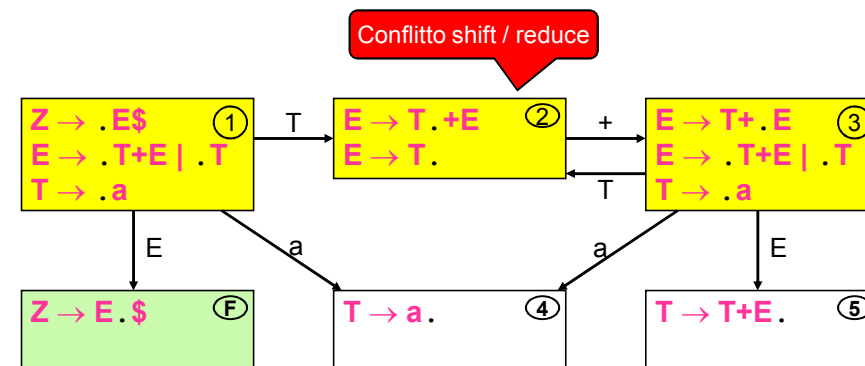 Conflitto shift / reduce
Z → .E$ 1
E → .T+E | .T
T → .a
T
E → T.+E 2
E → T.
+
T
E → T+.E 3
E → .T+E | .T
T → .a
E
a
a
E
Z → E.$ F
T → a. 4
T → T+E. 5